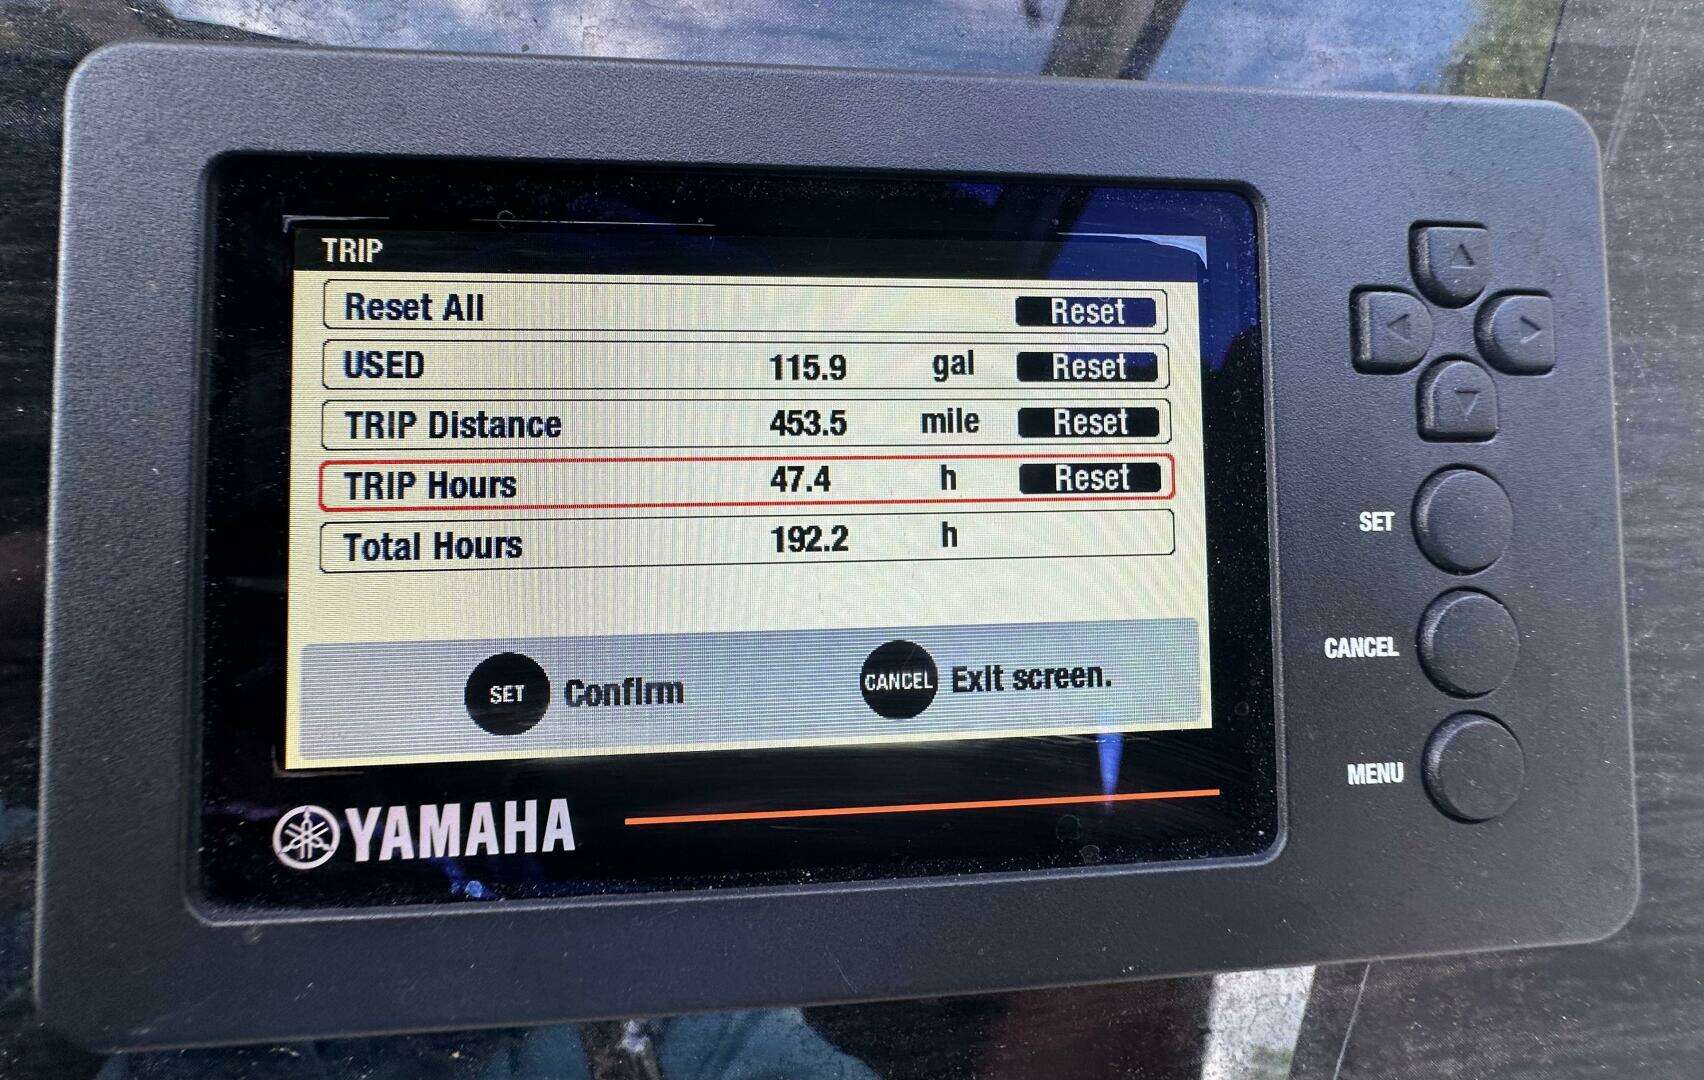 TRIP
Reset All Reset
USED 115.9 gal Reset
TRIP Distance 453.5 mile Reset
TRIP Hours 47.4 h Reset
Total Hours 192.2 h
SET Confirm CANCEL Exit screen.
YAMAHA
SET
CANCEL
MENU